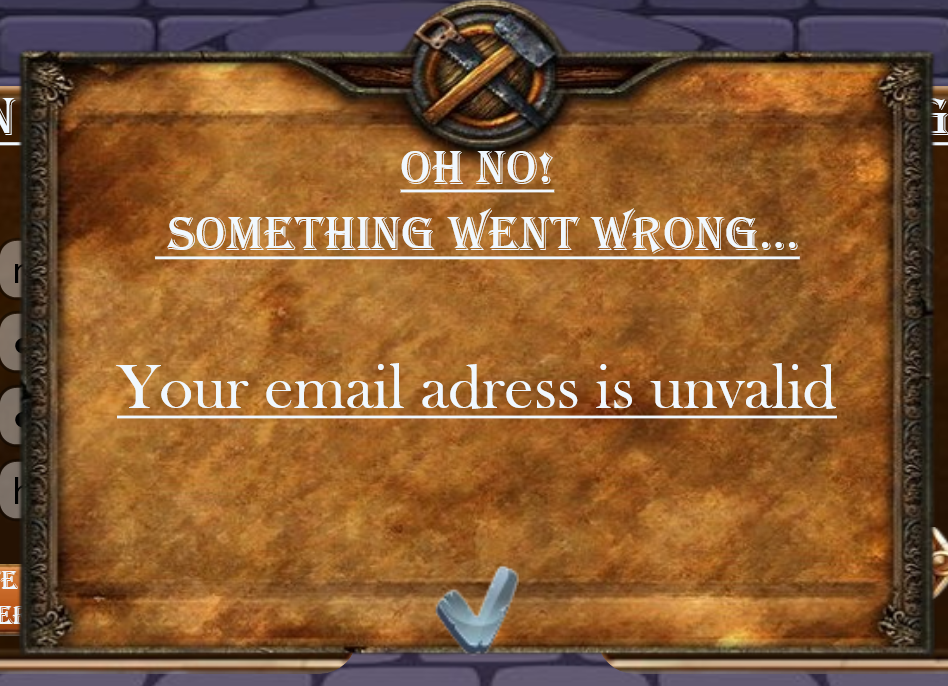 OH NO!
SOMETHING WENT WRONG...
Your email adress is unvalid